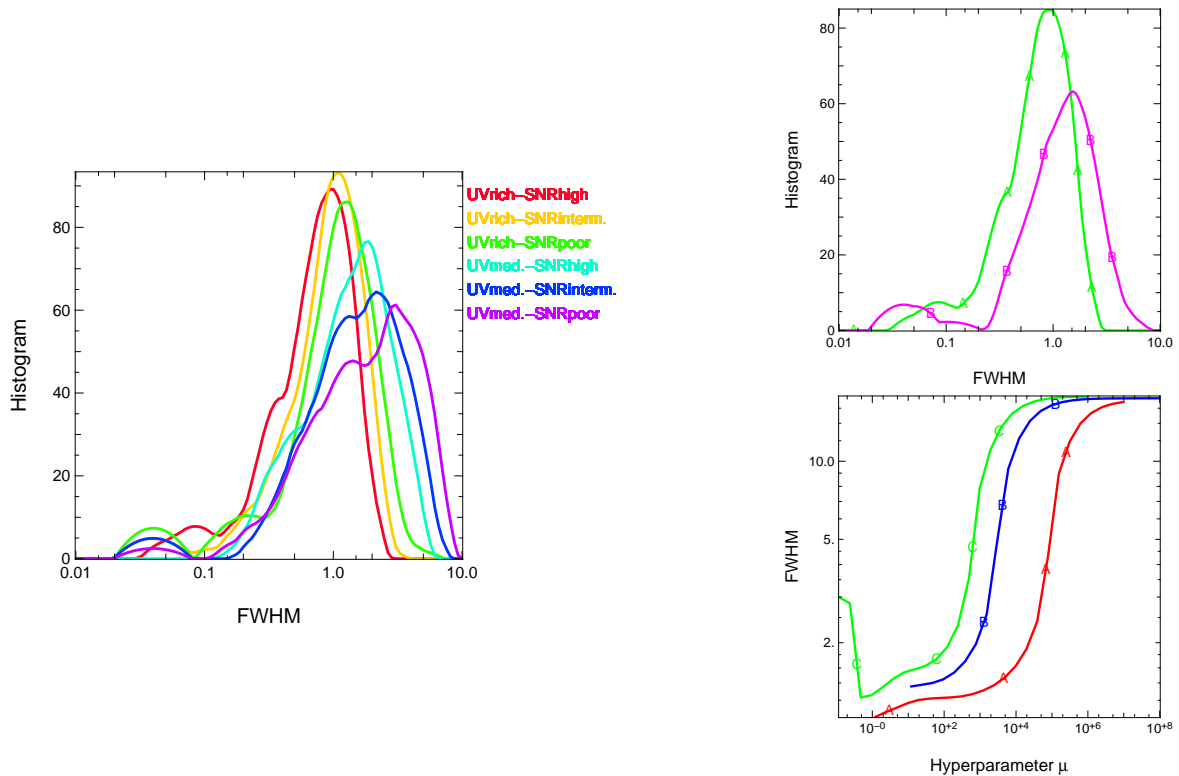 Histogram
80
60
40
20
0
0.01
0.1
1.0
10.0
FWHM
UVrich−SNRhigh
UVrich−SNRinterm.
UVrich−SNRpoor
UVmed.−SNRhigh
UVmed.−SNRinterm.
UVmed.−SNRpoor
Histogram
80
60
40
20
0
A
A
A
A
A
A
A
B
B
B
B
B
B
0.01
0.1
1.0
10.0
FWHM
FWHM
10.0
5.
2.
C
C
C
C
B
B
B
A
A
A
A
10−0
10+2
10+4
10+6
10+8
Hyperparameter μ